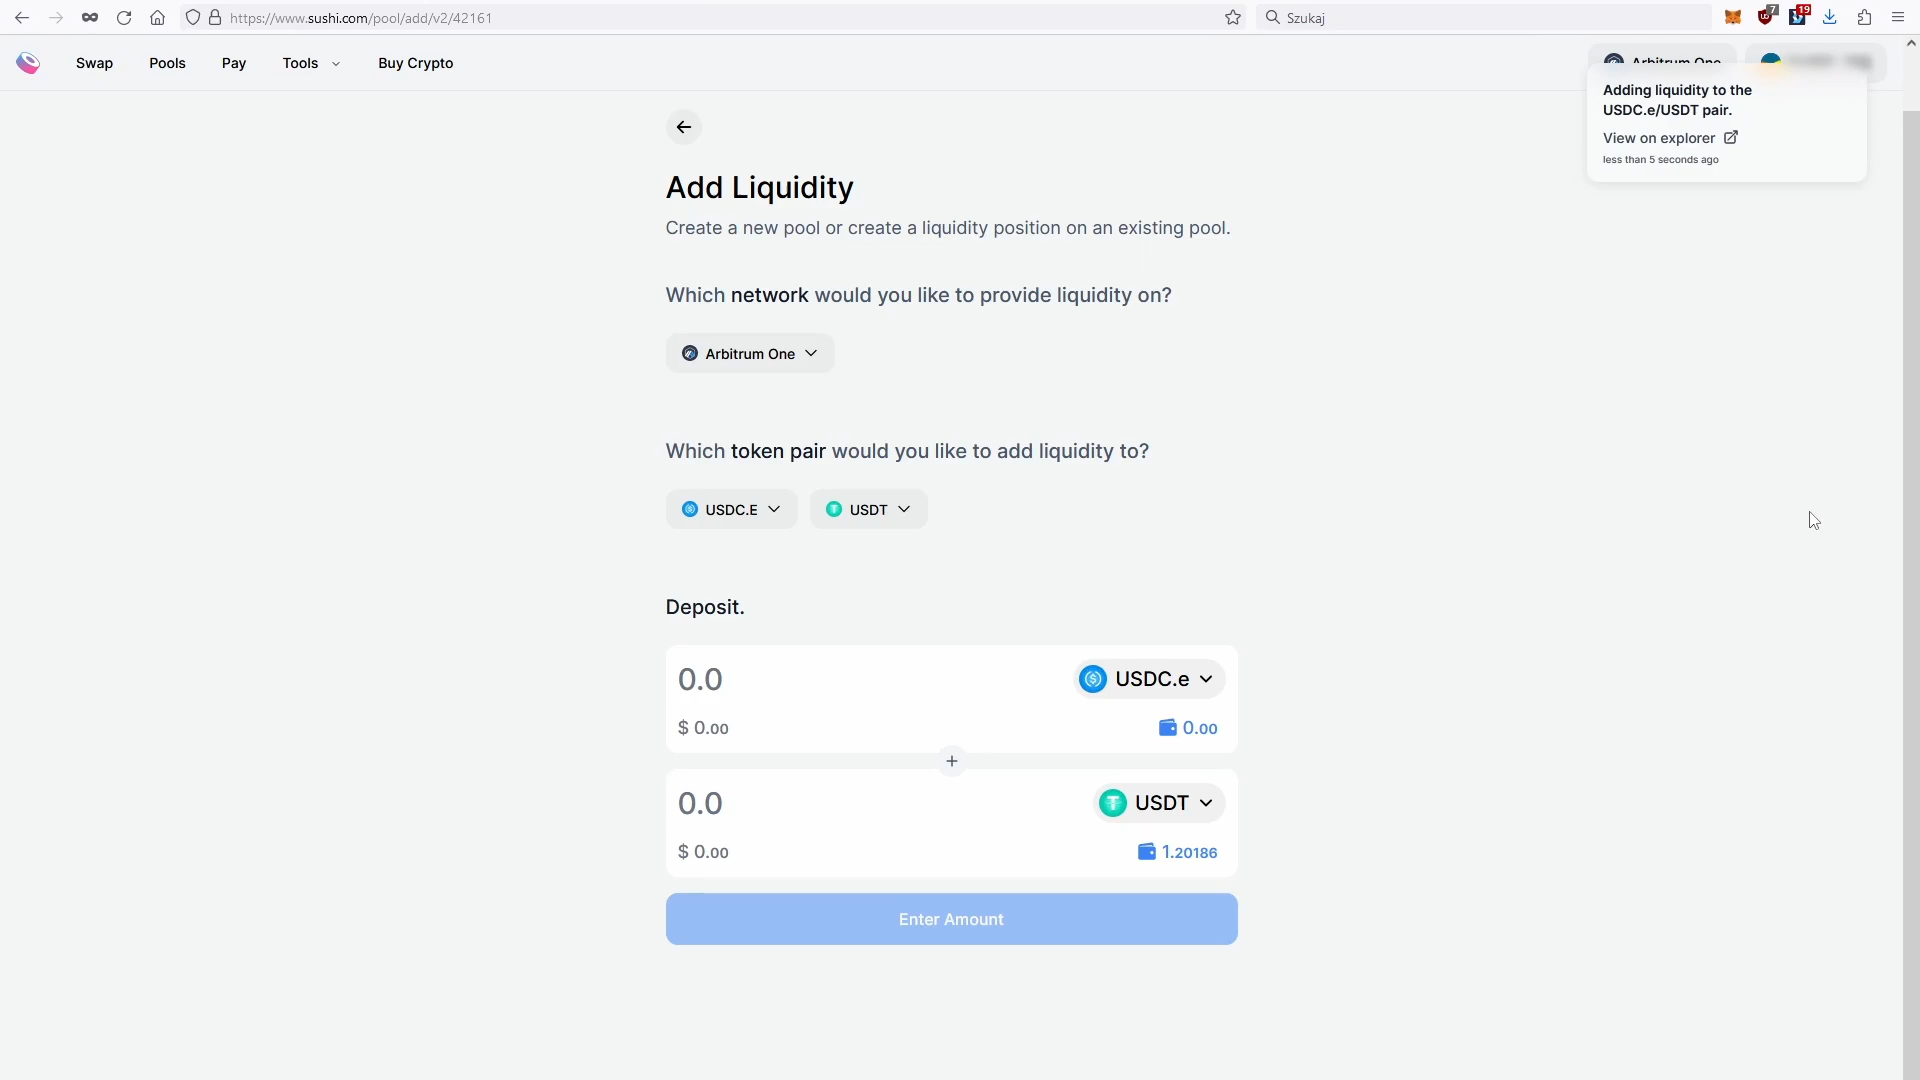 https://www.sushi.com/pool/add/v2/42161
Szukaj
7
19
Swap
Pools
Pay
Tools
Buy Crypto
Arbitrum One
Adding liquidity to the
USDC.e/USDT pair.
View on explorer
less than 5 seconds ago
Add Liquidity
Create a new pool or create a liquidity position on an existing pool.
Which network would you like to provide liquidity on?
Arbitrum One
Which token pair would you like to add liquidity to?
USDC.E
USDT
Deposit.
0.0
USDC.e
$ 0.00
0.00
+
0.0
USDT
$ 0.00
1.20186
Enter Amount